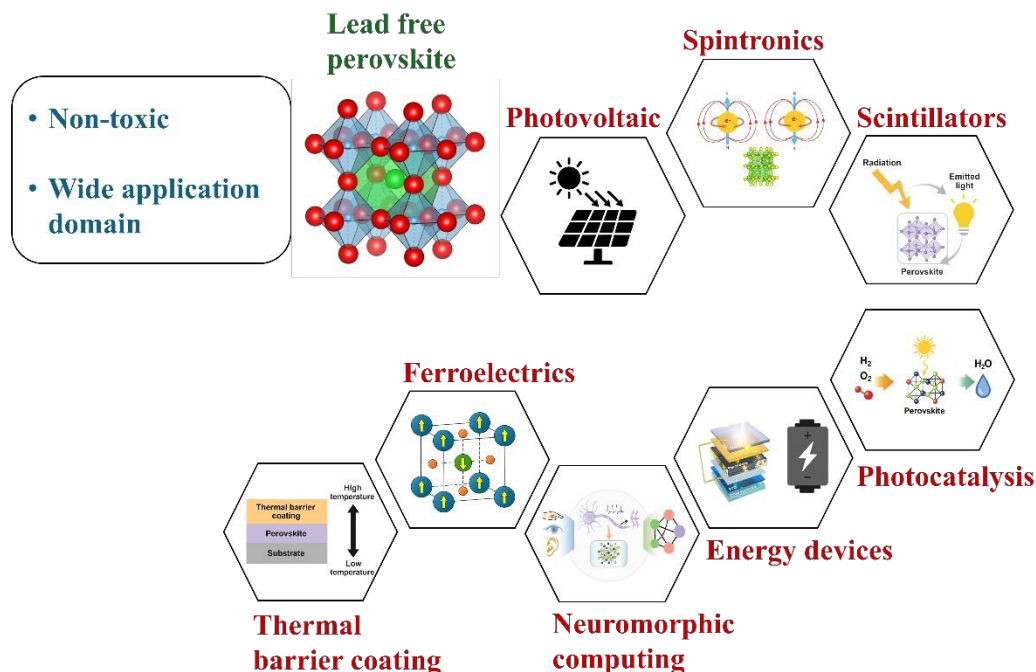 Lead free
perovskite
• Non-toxic
• Wide application
domain
Photovoltaic
Spintronics
Scintillators
Radiation
Emitted
light
Perovskite
H2
O2
H2O
Perovskite
Photocatalysis
Ferroelectrics
Energy devices
Neuromorphic
computing
Thermal barrier
coating
Perovskite
Substrate
High
temperature
Low
temperature
Thermal
barrier coating